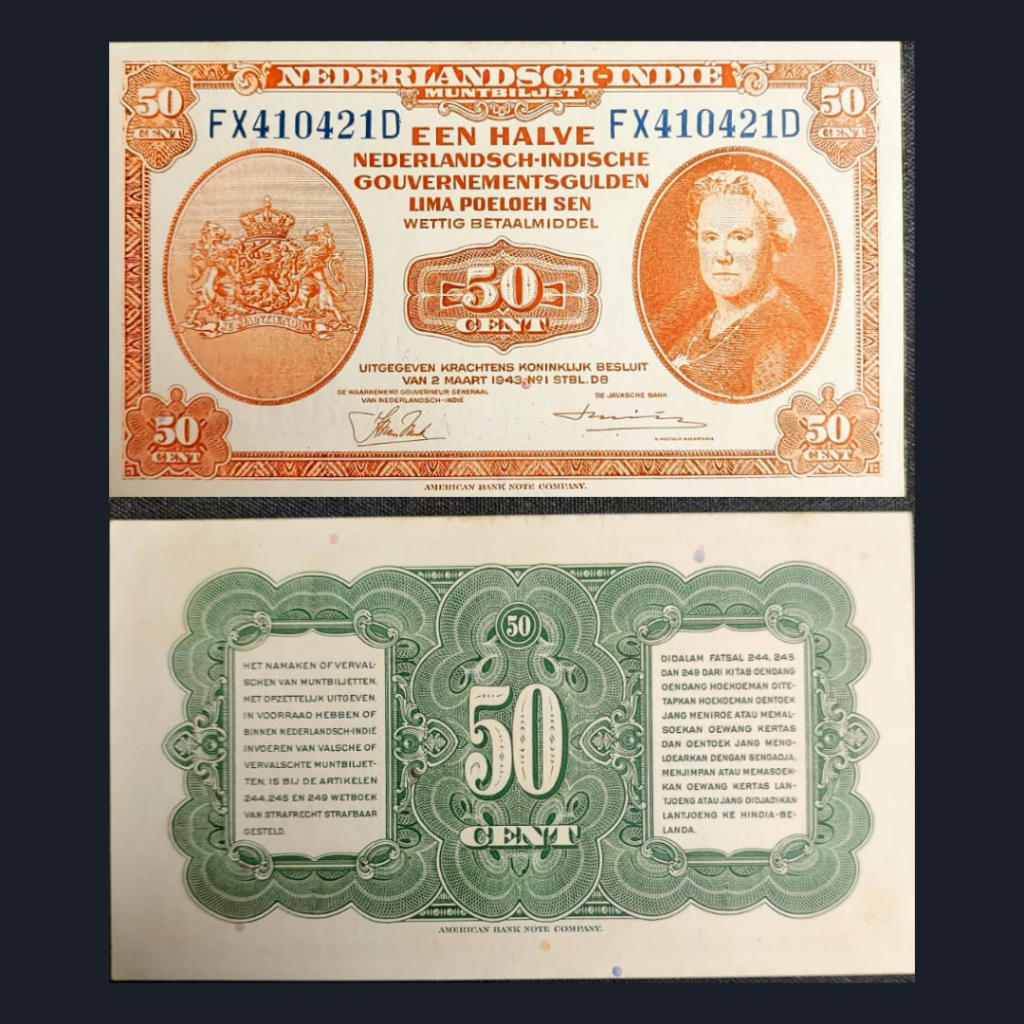 NEDERLANDSCH-INDIË
MUNTBILJET
50 CENT
50 CENT
FX410421D
FX410421D
EEN HALVE
NEDERLANDSCH-INDISCHE
GOUVERNEMENTSGULDEN
LIMA POELOEH SEN
WETTIG BETAALMIDDEL
JE MAINTIENDRAI
50
CENT
UITGEGEVEN KRACHTENS KONINKLIJK BESLUIT
VAN 2 MAART 1943, Nº1 STBL. D8
DE WAARNEMEND GOUVERNEUR GENERAAL
VAN NEDERLANDSCH-INDIË
DE JAVASCHE BANK
50 CENT
50 CENT
AMERICAN BANK NOTE COMPANY.
50
50
CENT
HET NAMAKEN OF VERVAL-
SCHEN VAN MUNTBILJETTEN,
HET OPZETTELIJK UITGEVEN,
IN VOORRAAD HEBBEN OF
BINNEN NEDERLANDSCH-INDIË
INVOEREN VAN VALSCHE OF
VERVALSCHTE MUNTBILJET-
TEN, IS BIJ DE ARTIKELEN
244, 245 EN 249 WETBOEK
VAN STRAFRECHT STRAFBAAR
GESTELD.
DIDALAM FATSAL 244, 245
DAN 249 DARI KITAB OENDANG
OENDANG HOEKOEMAN DITE-
TAPKAN HOEKOEMAN OENTOEK
JANG MENIROE ATAU MEMAL-
SOEKAN OEWANG KERTAS
DAN OENTOEK JANG MENG-
LOEARKAN DENGAN SENGADJA,
MENJIMPAN ATAU MEMASOEK-
KAN OEWANG KERTAS LAN-
TJOENG ATAU JANG DIDJADIKAN
LANTJOENG KE HINDIA-BE-
LANDA.
AMERICAN BANK NOTE COMPANY.